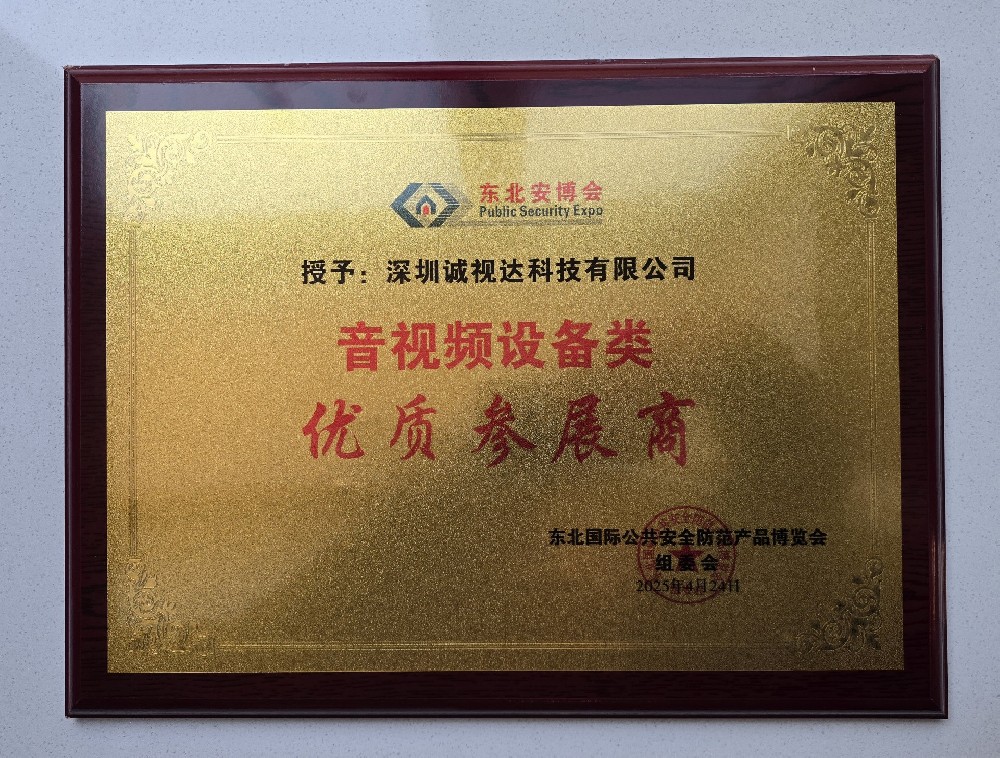 东北安博会
Public Security Expo
授予：深圳诚视达科技有限公司
音视频设备类
优质参展商
东北国际公共安全防范产品博览会
组委会
2025年4月24日